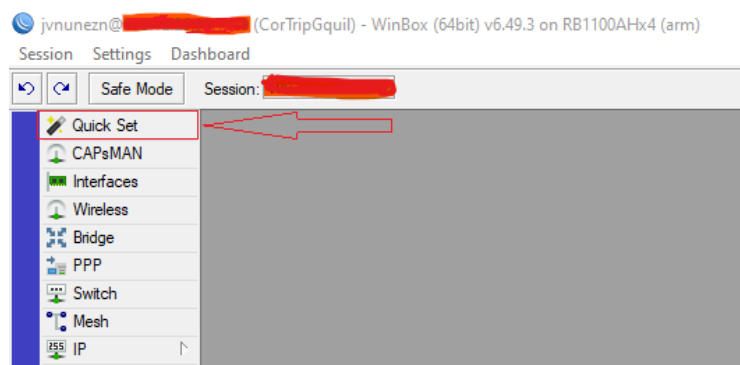 jvnunezn@ (CorTripGquil) - WinBox (64bit) v6.49.3 on RB1100AHx4 (arm)
Session Settings Dashboard
Safe Mode Session:
Quick Set
CAPsMAN
Interfaces
Wireless
Bridge
PPP
Switch
Mesh
255 IP